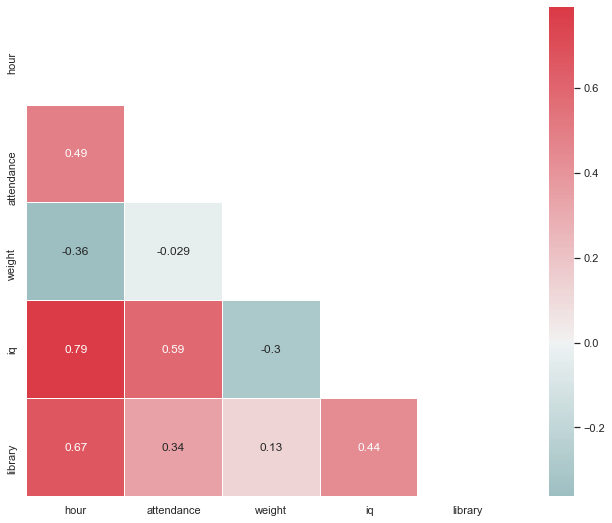 hour
attendance
0.49
weight
-0.36 -0.029
iq
0.79 0.59 -0.3
library
0.67 0.34 0.13 0.44
hour attendance weight iq library
0.6
0.4
0.2
0.0
−0.2